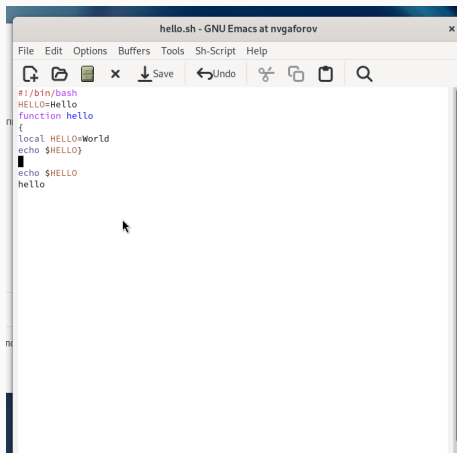 hello.sh - GNU Emacs at nvgaforov ×
File Edit Options Buffers Tools Sh-Script Help
Save Undo
#!/bin/bash
HELLO=Hello
function hello
{
local HELLO=World
echo $HELLO}
echo $HELLO
hello